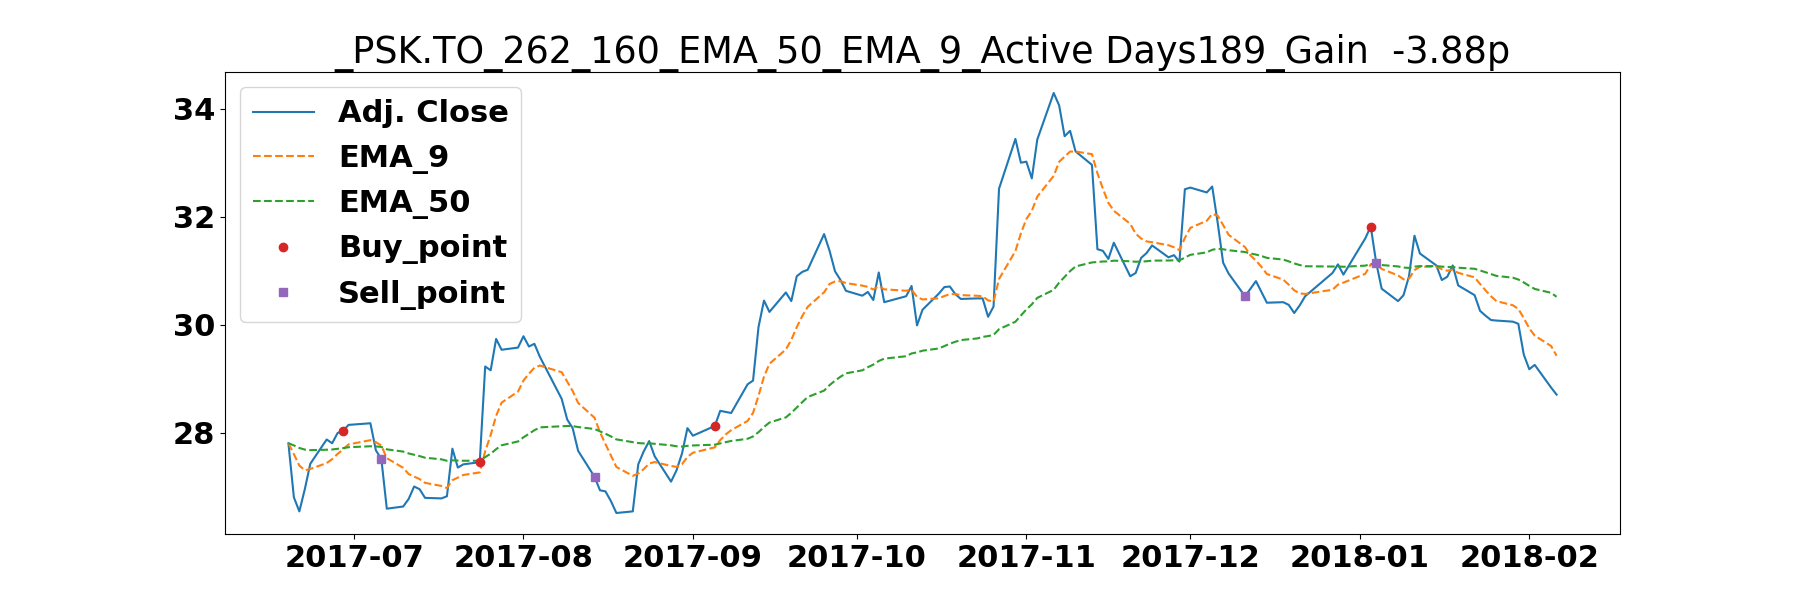 _PSK.TO_262_160_EMA_50_EMA_9_Active Days189_Gain  -3.88p
Adj. Close
EMA_9
EMA_50
Buy_point
Sell_point
34
32
30
28
2017-07 2017-08 2017-09 2017-10 2017-11 2017-12 2018-01 2018-02